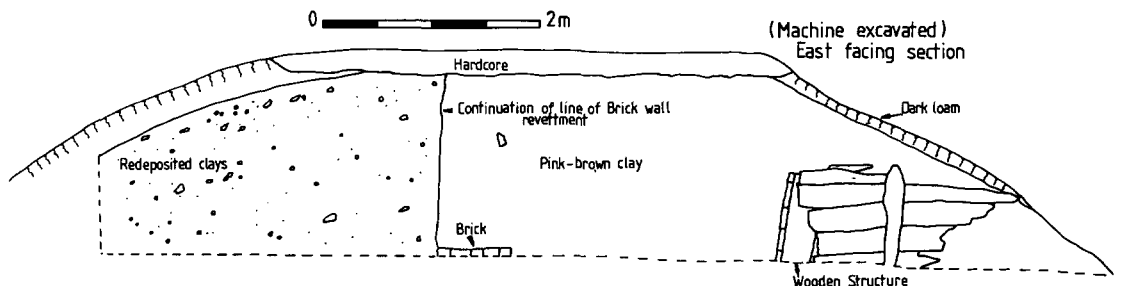 0 2m
(Machine excavated)
East facing section
Hardcore
Continuation of line of Brick wall
revettment
Dark loam
Redeposited clays
Pink-brown clay
Brick
Wooden Structure